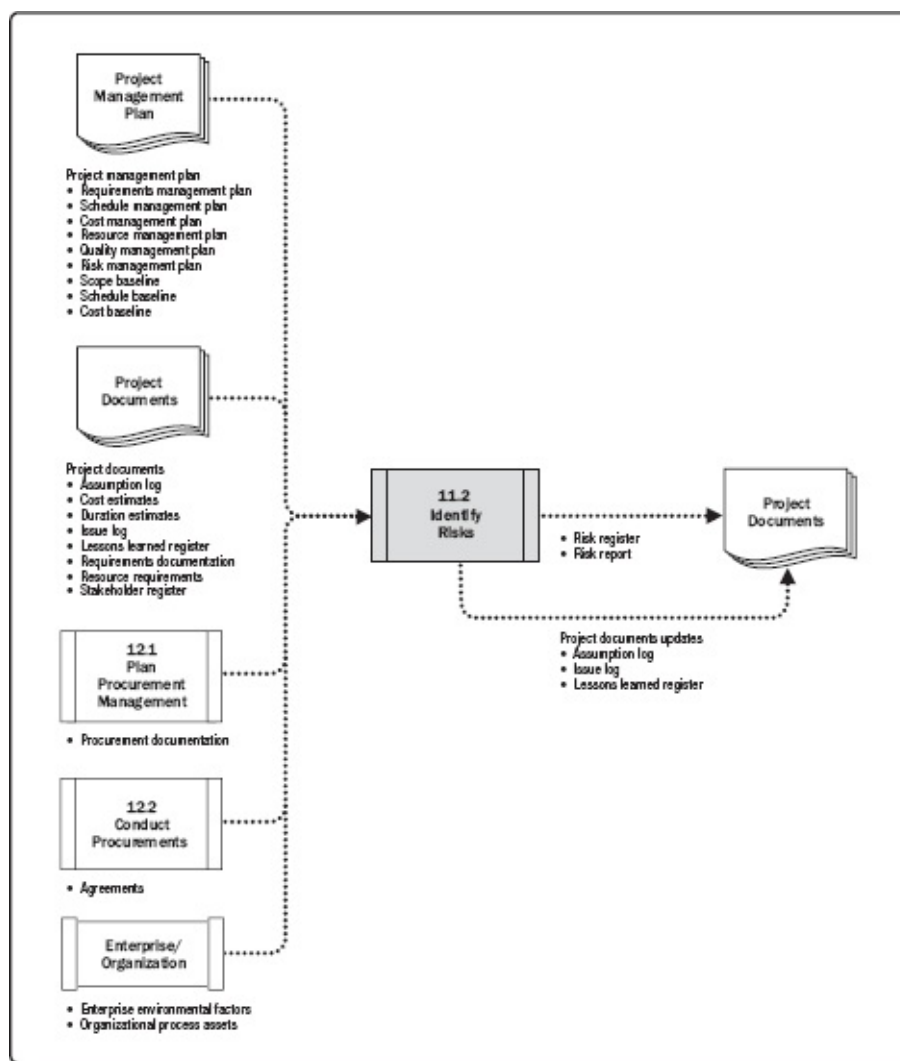 Project
Management
Plan
Project management plan
• Requirements management plan
• Schedule management plan
• Cost management plan
• Resource management plan
• Quality management plan
• Risk management plan
• Scope baseline
• Schedule baseline
• Cost baseline
Project
Documents
Project documents
• Assumption log
• Cost estimates
• Duration estimates
• Issue log
• Lessons learned register
• Requirements documentation
• Resource requirements
• Stakeholder register
12.1
Plan
Procurement
Management
• Procurement documentation
12.2
Conduct
Procurements
• Agreements
Enterprise/
Organization
• Enterprise environmental factors
• Organizational process assets
11.2
Identify
Risks
• Risk register
• Risk report
Project
Documents
Project documents updates
• Assumption log
• Issue log
• Lessons learned register